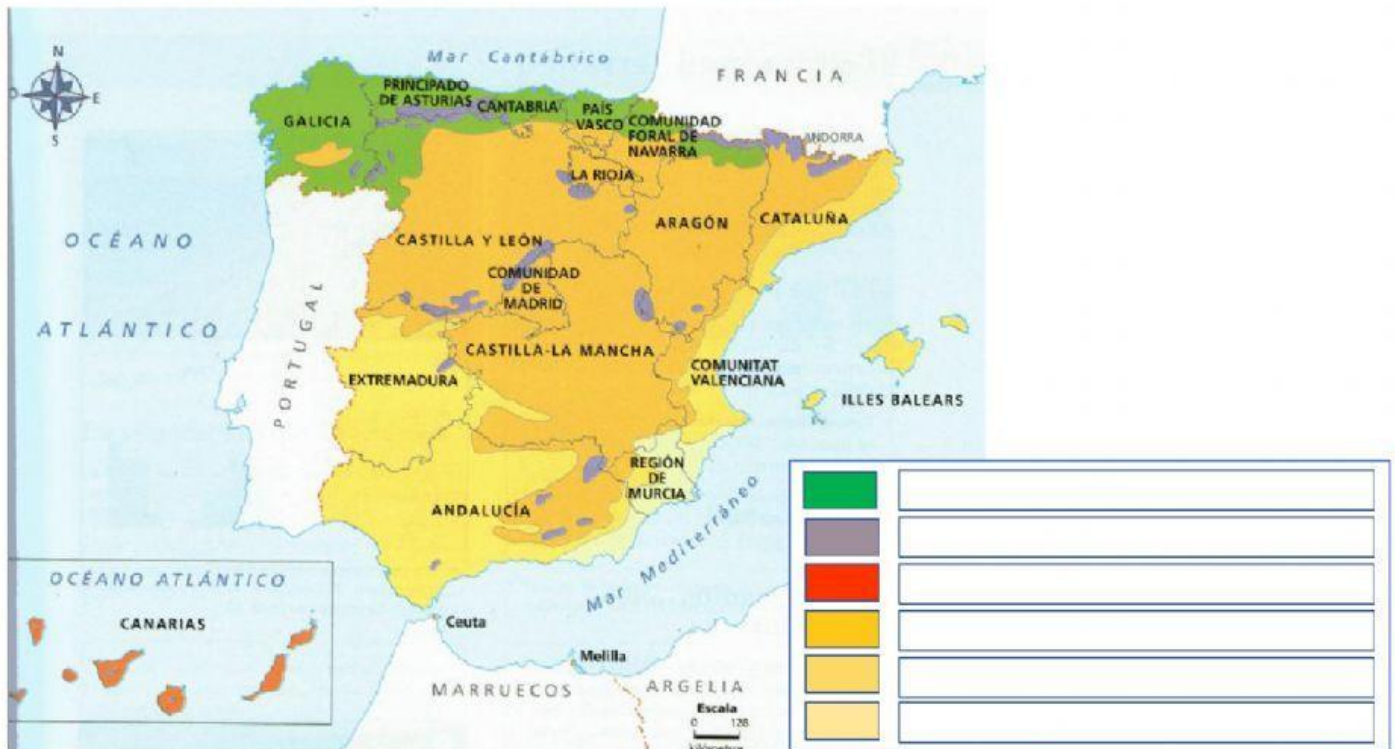 Mar Cantábrico
FRANCIA
N
E
S
PRINCIPADO
DE ASTURIAS
CANTABRIA
PAÍS
VASCO
COMUNIDAD
FORAL DE
NAVARRA
ANDORRA
GALICIA
LA RIOJA
ARAGÓN
CATALUÑA
OCÉANO
ATLÁNTICO
CASTILLA Y LEÓN
COMUNIDAD
DE
MADRID
PORTUGAL
CASTILLA-LA MANCHA
EXTREMADURA
COMUNITAT
VALENCIANA
ILLES BALEARS
REGIÓN
DE
MURCIA
ANDALUCÍA
Mar Mediterráneo
OCÉANO ATLÁNTICO
CANARIAS
Ceuta
Melilla
MARRUECOS
ARGELIA
Escala
0 128